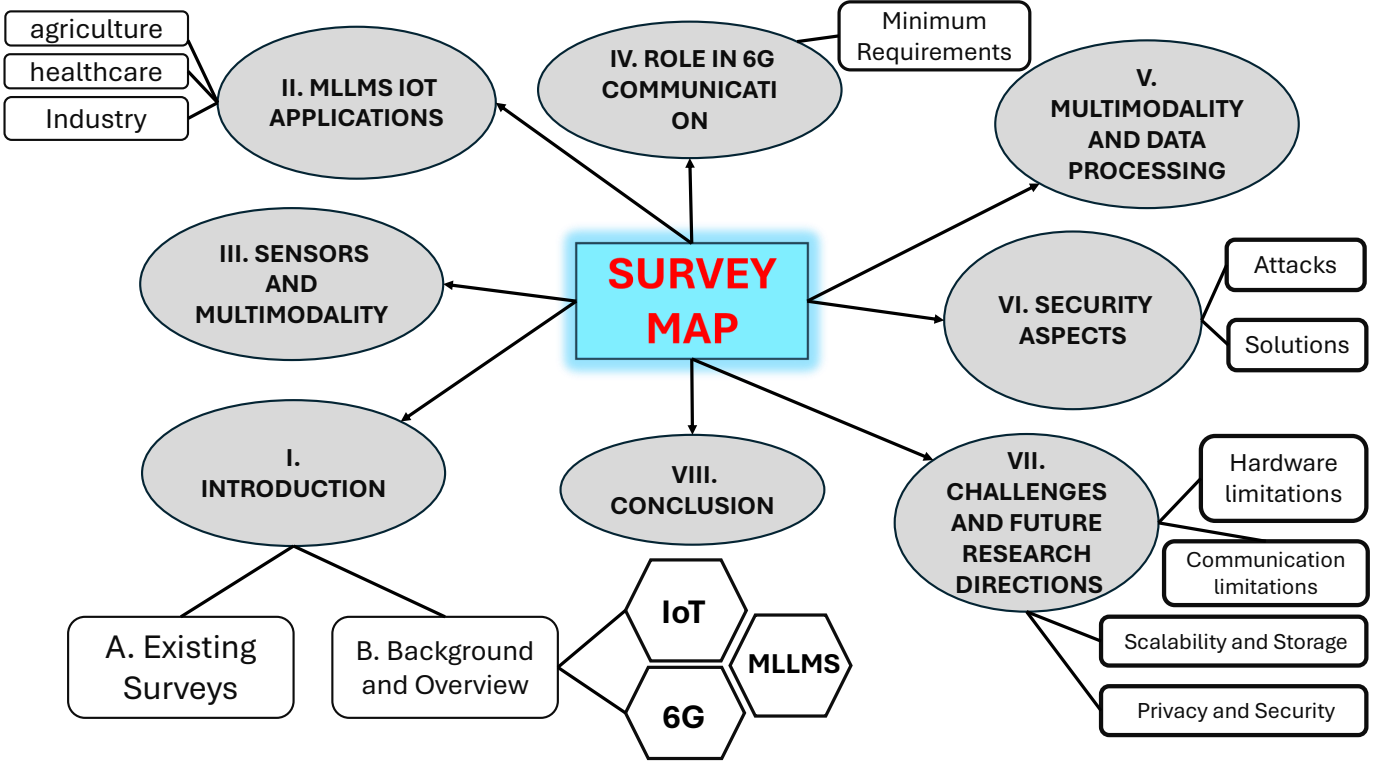 agriculture
healthcare
Industry
II. MLLMS IOT
APPLICATIONS
IV. ROLE IN 6G
COMMUNICATI
ON
Minimum
Requirements
V.
MULTIMODALITY
AND DATA
PROCESSING
III. SENSORS
AND
MULTIMODALITY
SURVEY
MAP
VI. SECURITY
ASPECTS
Attacks
Solutions
I.
INTRODUCTION
VIII.
CONCLUSION
VII.
CHALLENGES
AND FUTURE
RESEARCH
DIRECTIONS
Hardware
limitations
Communication
limitations
Scalability and Storage
Privacy and Security
A. Existing
Surveys
B. Background
and Overview
IoT
MLLMS
6G